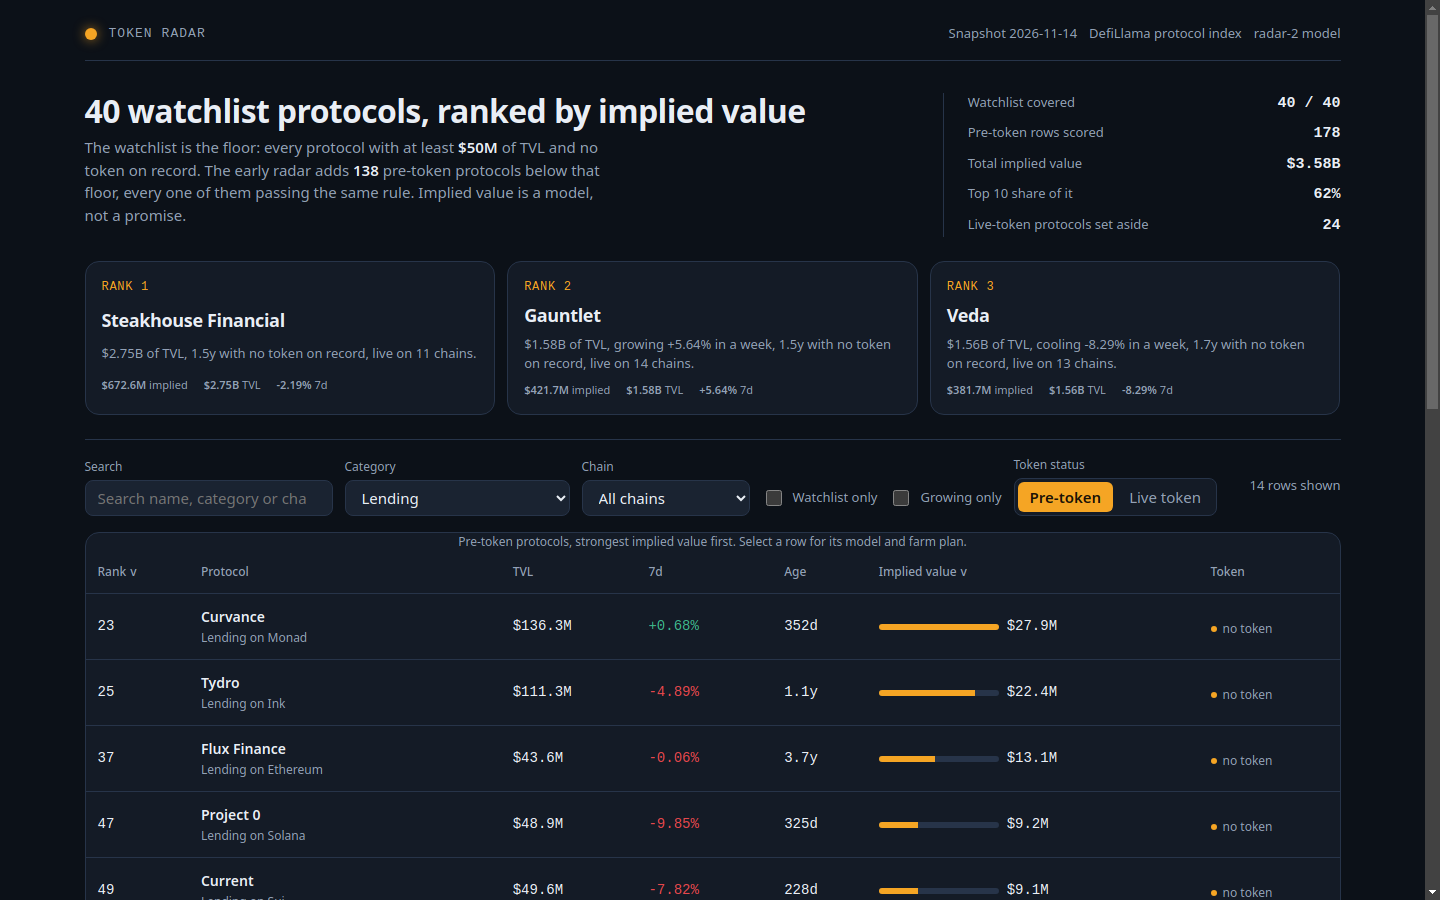 TOKEN RADAR
Snapshot 2026-11-14 DefiLlama protocol index radar-2 model
40 watchlist protocols, ranked by implied value
The watchlist is the floor: every protocol with at least $50M of TVL and no
token on record. The early radar adds 138 pre-token protocols below that
floor, every one of them passing the same rule. Implied value is a model,
not a promise.
Watchlist covered 40 / 40
Pre-token rows scored 178
Total implied value $3.58B
Top 10 share of it 62%
Live-token protocols set aside 24
RANK 1
Steakhouse Financial
$2.75B of TVL, 1.5y with no token on record, live on 11 chains.
$672.6M implied $2.75B TVL -2.19% 7d
RANK 2
Gauntlet
$1.58B of TVL, growing +5.64% in a week, 1.5y with no token
on record, live on 14 chains.
$421.7M implied $1.58B TVL +5.64% 7d
RANK 3
Veda
$1.56B of TVL, cooling -8.29% in a week, 1.7y with no token
on record, live on 13 chains.
$381.7M implied $1.56B TVL -8.29% 7d
Search
Search name, category or cha
Category
Lending
Chain
All chains
Watchlist only
Growing only
Token status
Pre-token Live token
14 rows shown
Pre-token protocols, strongest implied value first. Select a row for its model and farm plan.
Rank v Protocol TVL 7d Age Implied value v Token
23 Curvance $136.3M +0.68% 352d $27.9M no token
Lending on Monad
25 Tydro $111.3M -4.89% 1.1y $22.4M no token
Lending on Ink
37 Flux Finance $43.6M -0.06% 3.7y $13.1M no token
Lending on Ethereum
47 Project 0 $48.9M -9.85% 325d $9.2M no token
Lending on Solana
49 Current $49.6M -7.82% 228d $9.1M no token